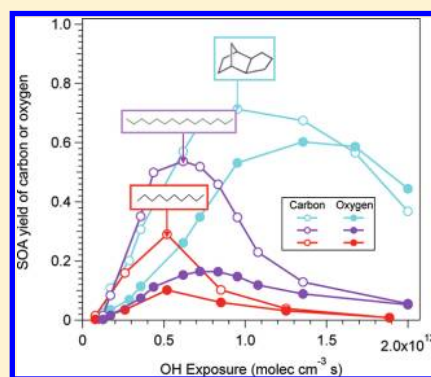 1.0
0.8
0.6
0.4
0.2
0
SOA yield of carbon or oxygen
Carbon Oxygen
0 0.5 1.0 1.5 2.0x10¹³
OH Exposure (molec cm⁻³ s)